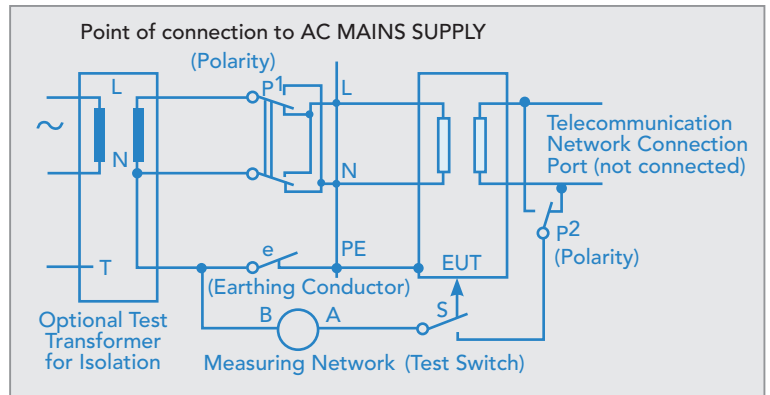 Point of connection to AC MAINS SUPPLY
(Polarity)
L
P1
L
Telecommunication
Network Connection
Port (not connected)
N
N
P2
(Polarity)
e
PE
EUT
T
(Earthing Conductor)
B
A
S
Optional Test
Transformer
for Isolation
Measuring Network (Test Switch)